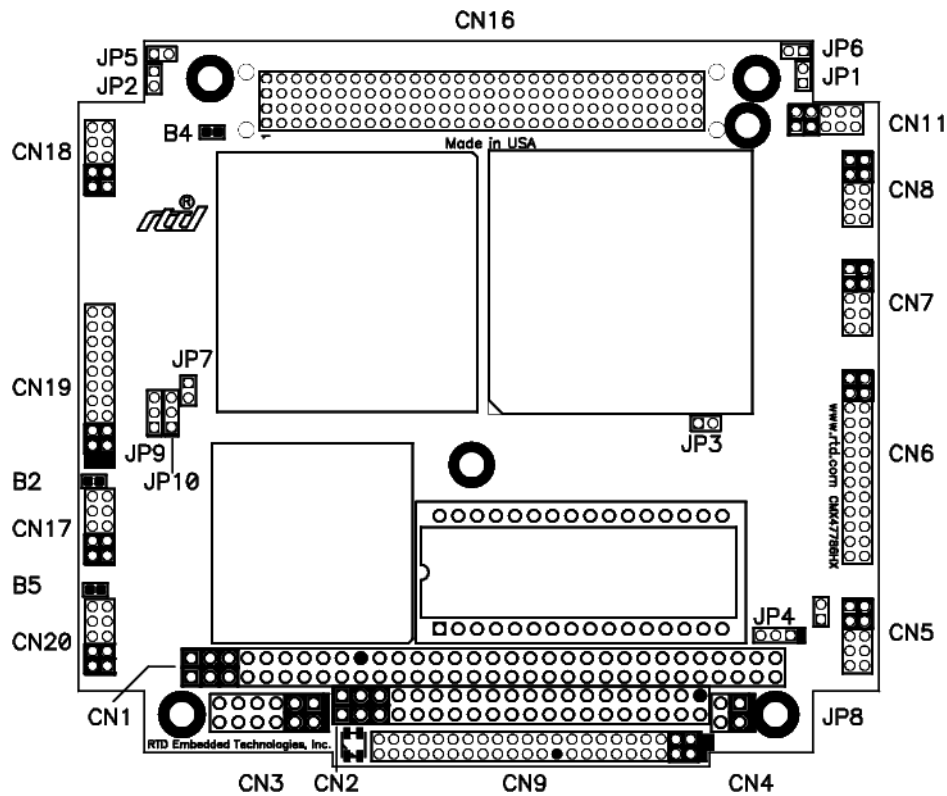 CN16
JP5
JP6
JP2
JP1
B4
CN11
Made in USA
CN18
CN8
rtd®
CN7
JP7
CN19
JP9
JP10
JP3
www.rtd.com CMX47786HX
CN6
B2
CN17
B5
CN20
JP4
CN5
CN1
JP8
RTD Embedded Technologies, Inc.
CN3
CN2
CN9
CN4